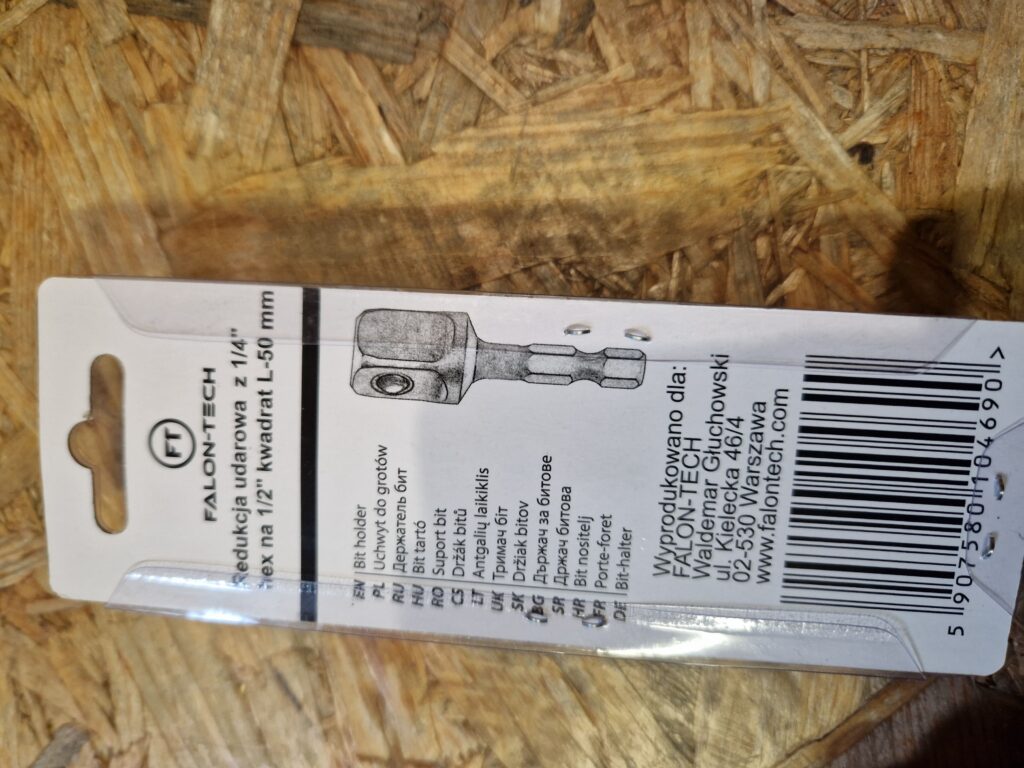 FT
FALON-TECH
Redukcja udarowa z 1/4"
hex na 1/2" kwadrat L-50 mm
EN | Bit holder
PL | Uchwyt do grotów
RU | Держатель бит
HU | Bit tartó
RO | Suport bit
CS | Držák bitů
LT | Antgalių laikiklis
UK | Тримач біт
SK | Držiak bitov
BG | Държач за битове
SR | Држач битова
HR | Bit nositelj
FR | Porte-foret
DE | Bit-halter
Wyprodukowano dla:
FALON-TECH
Waldemar Głuchowski
ul. Kielecka 46/4
02-530 Warszawa
www.falontech.com
5 907580 104690 >